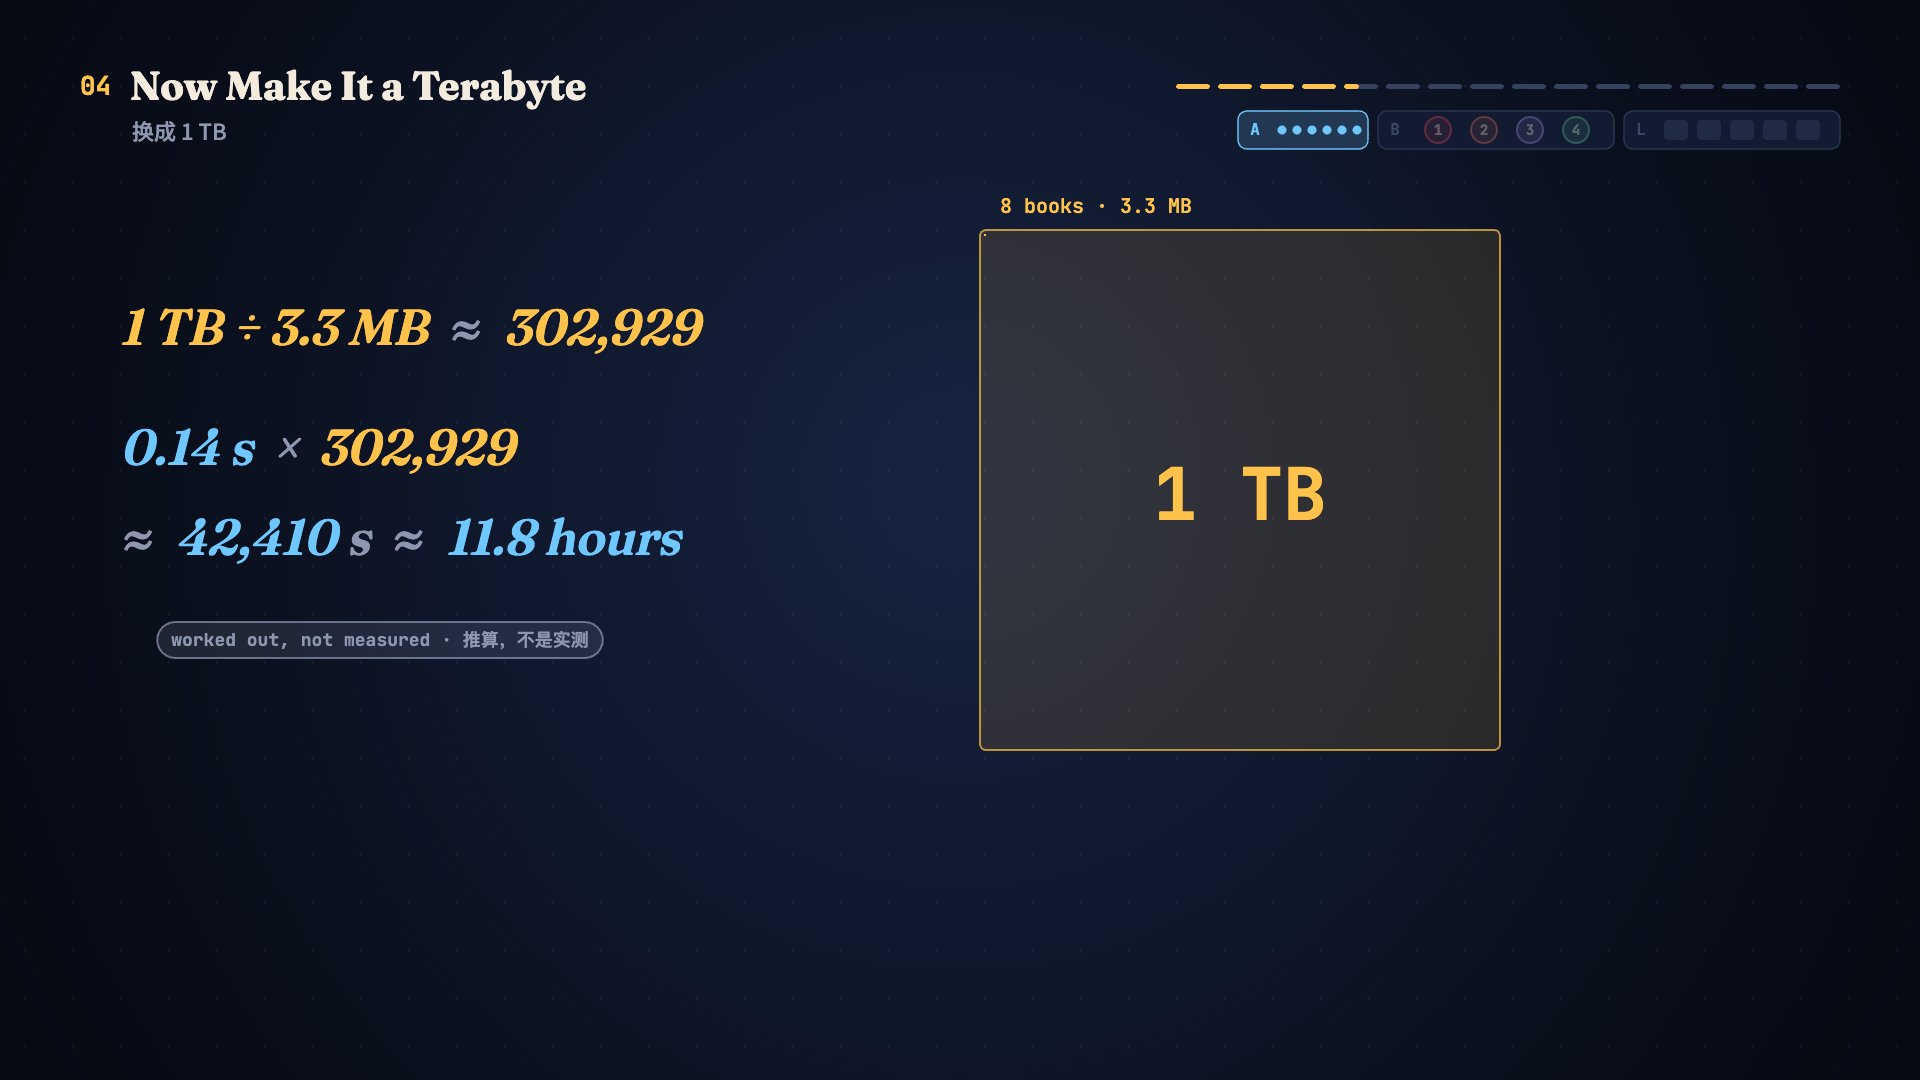 04 Now Make It a Terabyte
换成 1 TB
A
B 1 2 3 4
L
8 books · 3.3 MB
1 TB ÷ 3.3 MB ≈ 302,929
0.14 s × 302,929
≈ 42,410 s ≈ 11.8 hours
worked out, not measured · 推算，不是实测
1 TB